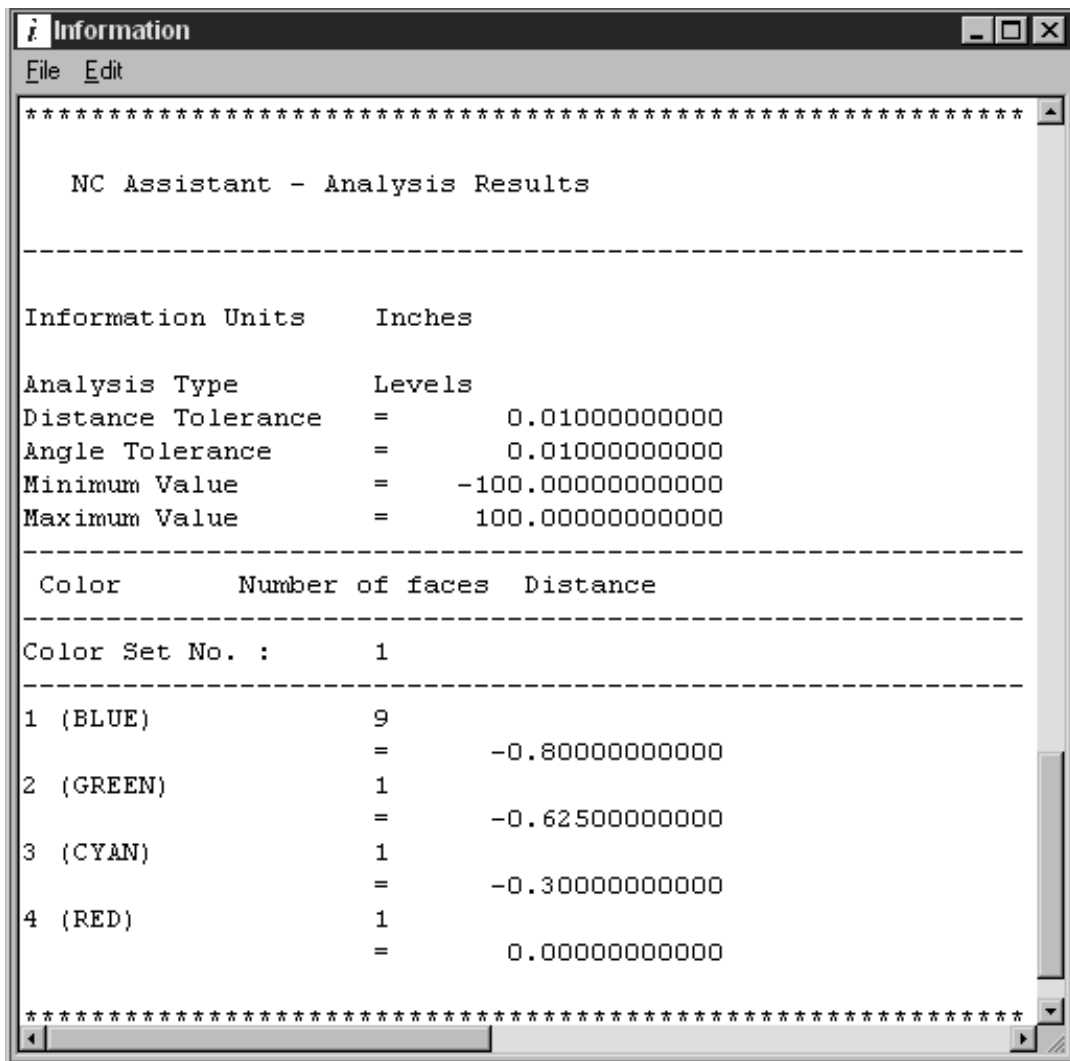 i Information
File Edit
************************************************************
NC Assistant - Analysis Results
------------------------------------------------------------
Information Units Inches
Analysis Type Levels
Distance Tolerance = 0.01000000000
Angle Tolerance = 0.01000000000
Minimum Value = -100.00000000000
Maximum Value = 100.00000000000
------------------------------------------------------------
Color Number of faces Distance
------------------------------------------------------------
Color Set No. : 1
------------------------------------------------------------
1 (BLUE) 9
= -0.80000000000
2 (GREEN) 1
= -0.62500000000
3 (CYAN) 1
= -0.30000000000
4 (RED) 1
= 0.00000000000
************************************************************